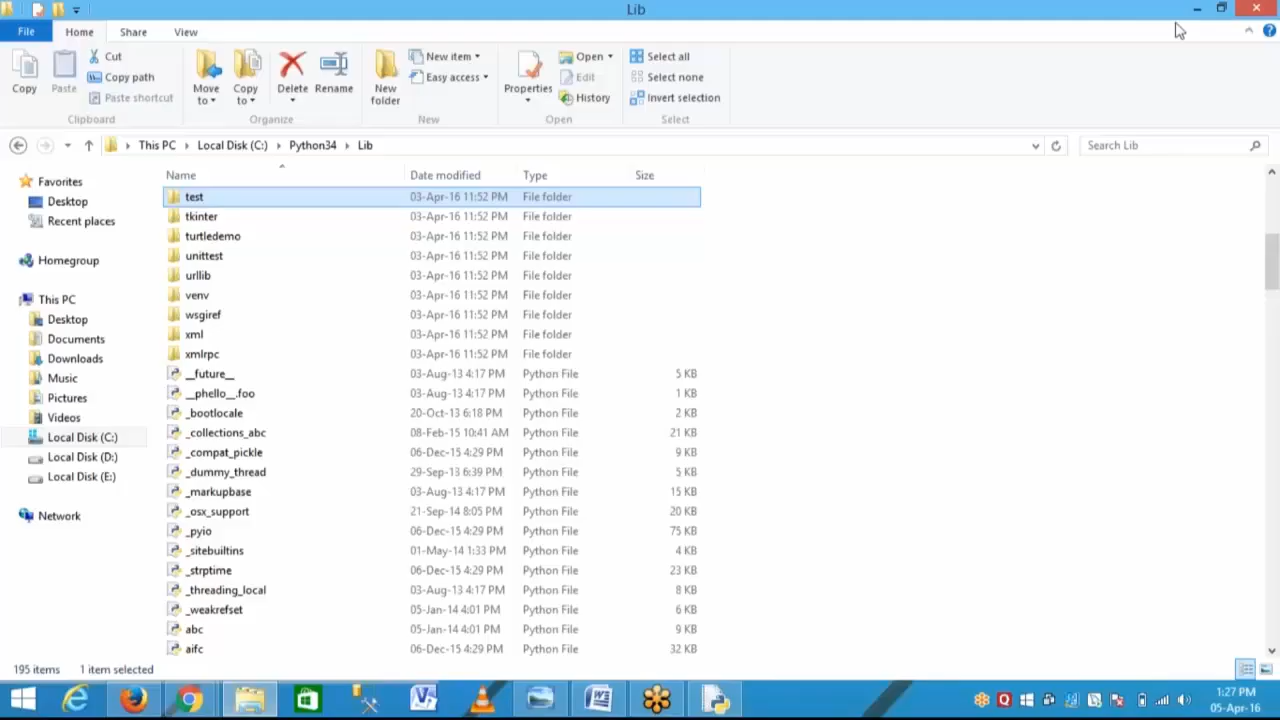 Lib
File Home Share View
Copy
Paste
Cut
Copy path
Paste shortcut
Clipboard
Move to
Copy to
Delete
Rename
Organize
New folder
New item
Easy access
New
Properties
Open
Edit
History
Open
Select all
Select none
Invert selection
Select
This PC Local Disk (C:) Python34 Lib
Search Lib
Favorites
Desktop
Recent places
Homegroup
This PC
Desktop
Documents
Downloads
Music
Pictures
Videos
Local Disk (C:)
Local Disk (D:)
Local Disk (E:)
Network
Name Date modified Type Size
test 03-Apr-16 11:52 PM File folder
tkinter 03-Apr-16 11:52 PM File folder
turtledemo 03-Apr-16 11:52 PM File folder
unittest 03-Apr-16 11:52 PM File folder
urllib 03-Apr-16 11:52 PM File folder
venv 03-Apr-16 11:52 PM File folder
wsgiref 03-Apr-16 11:52 PM File folder
xml 03-Apr-16 11:52 PM File folder
xmlrpc 03-Apr-16 11:52 PM File folder
__future__ 03-Aug-13 4:17 PM Python File 5 KB
__phello__.foo 03-Aug-13 4:17 PM Python File 1 KB
_bootlocale 20-Oct-13 6:18 PM Python File 2 KB
_collections_abc 08-Feb-15 10:41 AM Python File 21 KB
_compat_pickle 06-Dec-15 4:29 PM Python File 9 KB
_dummy_thread 29-Sep-13 6:39 PM Python File 5 KB
_markupbase 03-Aug-13 4:17 PM Python File 15 KB
_osx_support 21-Sep-14 8:05 PM Python File 20 KB
_pyio 06-Dec-15 4:29 PM Python File 75 KB
_sitebuiltins 01-May-14 1:33 PM Python File 4 KB
_strptime 06-Dec-15 4:29 PM Python File 23 KB
_threading_local 03-Aug-13 4:17 PM Python File 8 KB
_weakrefset 05-Jan-14 4:01 PM Python File 6 KB
abc 05-Jan-14 4:01 PM Python File 9 KB
aifc 06-Dec-15 4:29 PM Python File 32 KB
195 items 1 item selected
1:27 PM
05-Apr-16